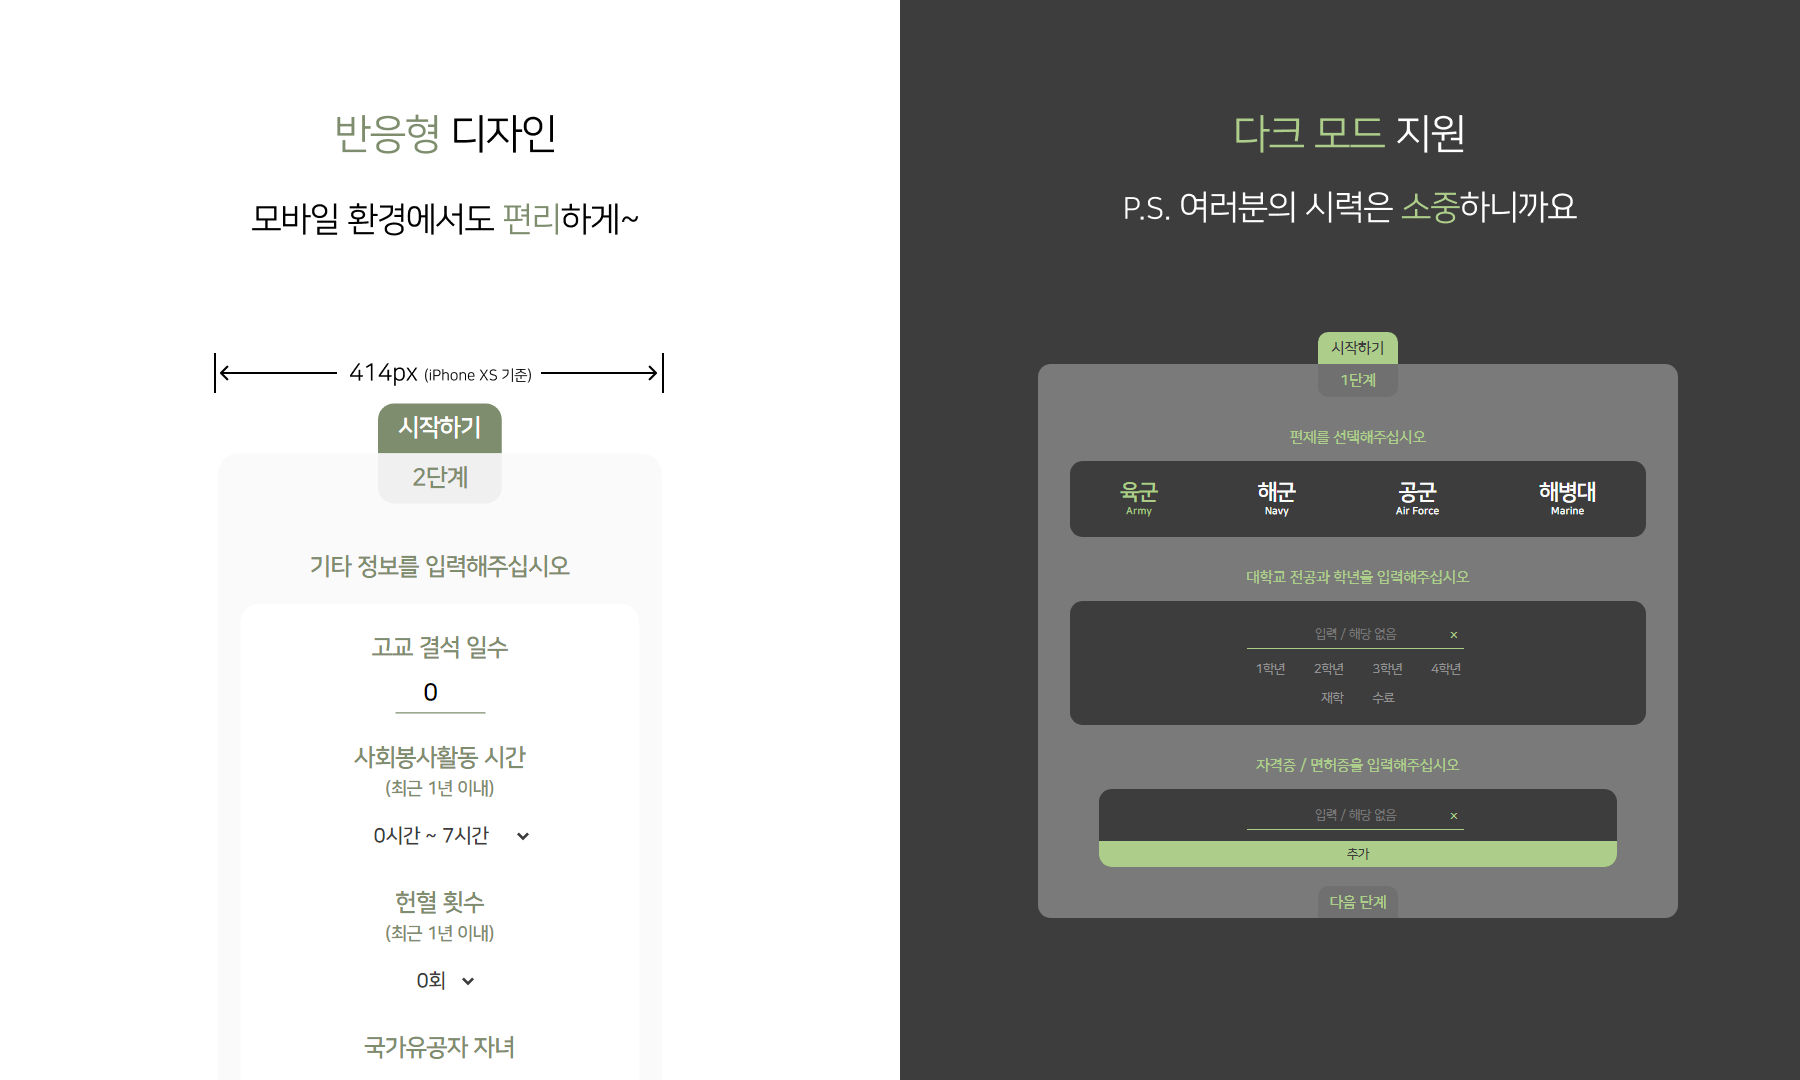 반응형 디자인
모바일 환경에서도 편리하게~
414px (iPhone XS 기준)
시작하기
2단계
기타 정보를 입력해주십시오
고교 결석 일수
0
사회봉사활동 시간
(최근 1년 이내)
0시간 ~ 7시간
헌혈 횟수
(최근 1년 이내)
0회
국가유공자 자녀
다크 모드 지원
P.S. 여러분의 시력은 소중하니까요
시작하기
1단계
편제를 선택해주십시오
육군 해군 공군 해병대
Army Navy Air Force Marine
대학교 전공과 학년을 입력해주십시오
입력 / 해당 없음 ×
1학년 2학년 3학년 4학년
재학 수료
자격증 / 면허증을 입력해주십시오
입력 / 해당 없음 ×
추가
다음 단계